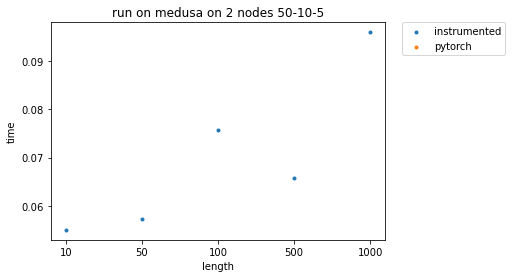 run on medusa on 2 nodes 50-10-5
instrumented
pytorch
time
0.09
0.08
0.07
0.06
10 50 100 500 1000
length